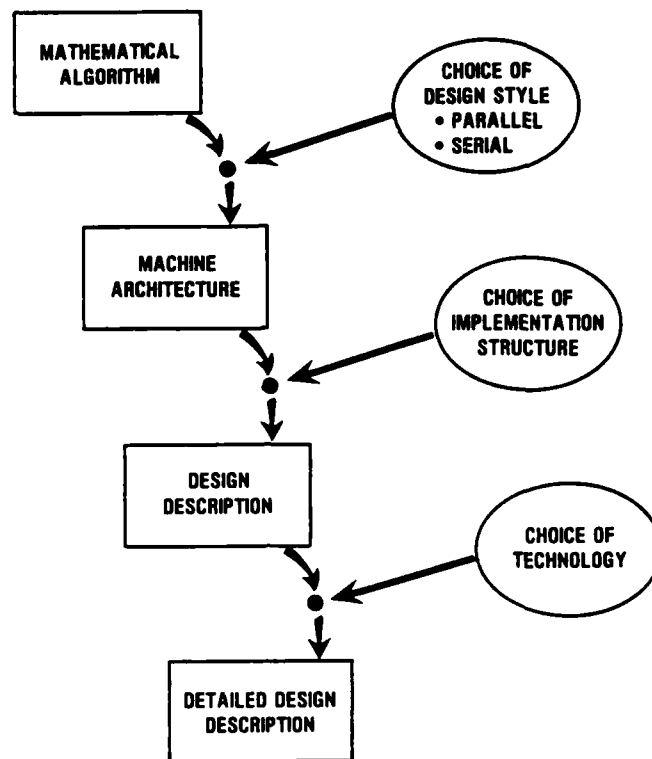 MATHEMATICAL
ALGORITHM
CHOICE OF
DESIGN STYLE
• PARALLEL
• SERIAL
MACHINE
ARCHITECTURE
CHOICE OF
IMPLEMENTATION
STRUCTURE
DESIGN
DESCRIPTION
CHOICE OF
TECHNOLOGY
DETAILED DESIGN
DESCRIPTION